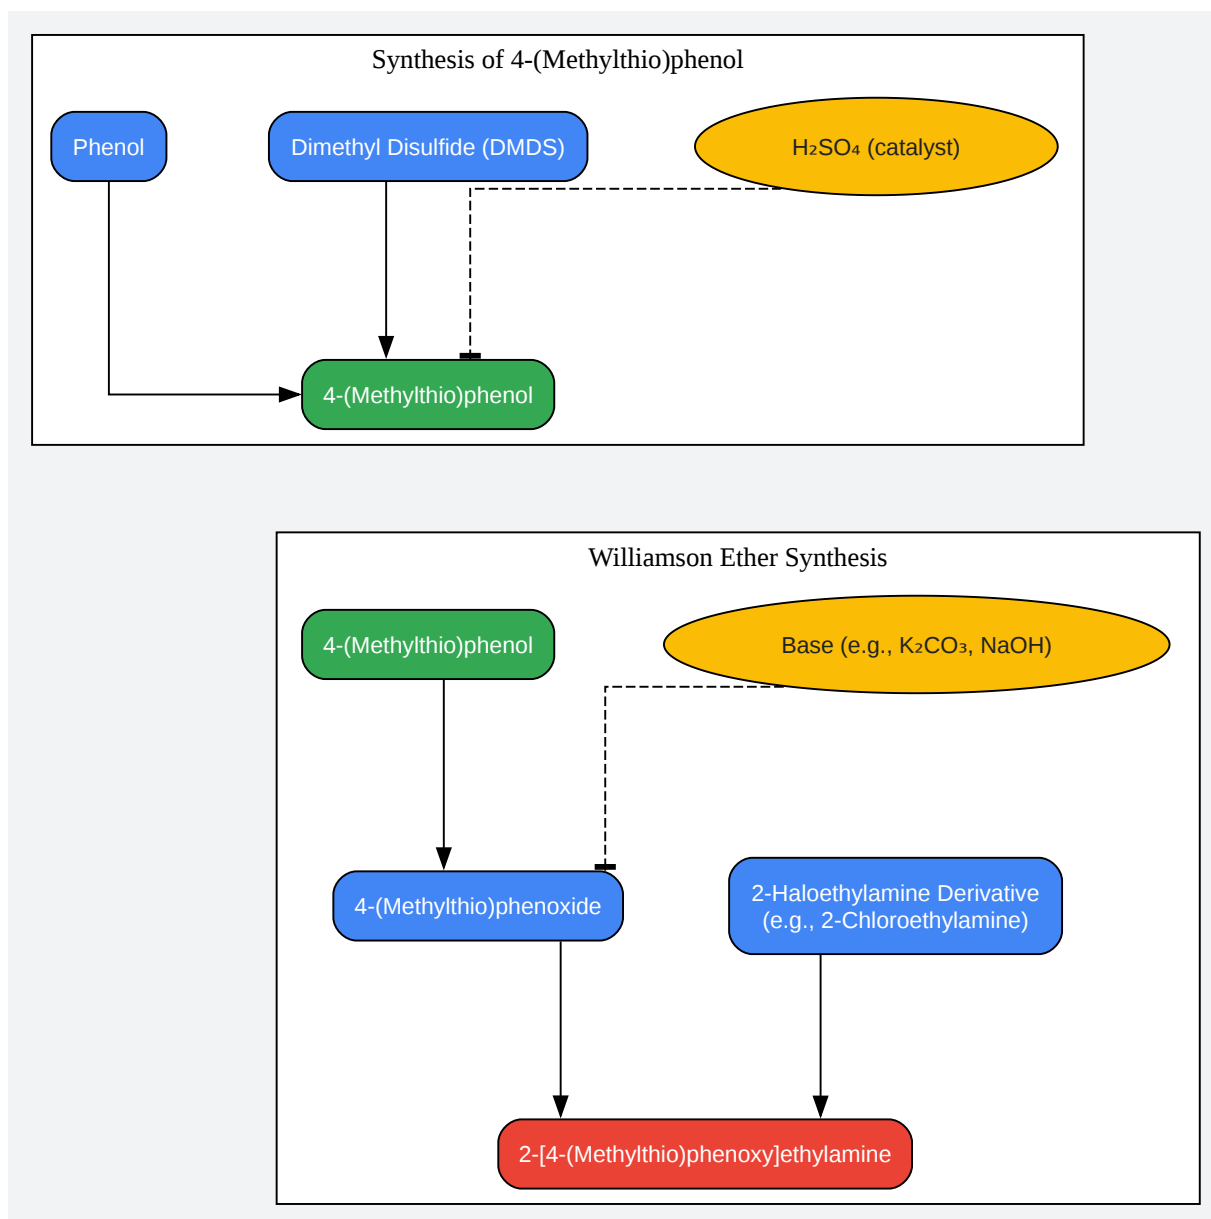 Synthesis of 4-(Methylthio)phenol
Phenol
Dimethyl Disulfide (DMDS)
H₂SO₄ (catalyst)
4-(Methylthio)phenol
Williamson Ether Synthesis
4-(Methylthio)phenol
Base (e.g., K₂CO₃, NaOH)
4-(Methylthio)phenoxide
2-Haloethylamine Derivative
(e.g., 2-Chloroethylamine)
2-[4-(Methylthio)phenoxy]ethylamine